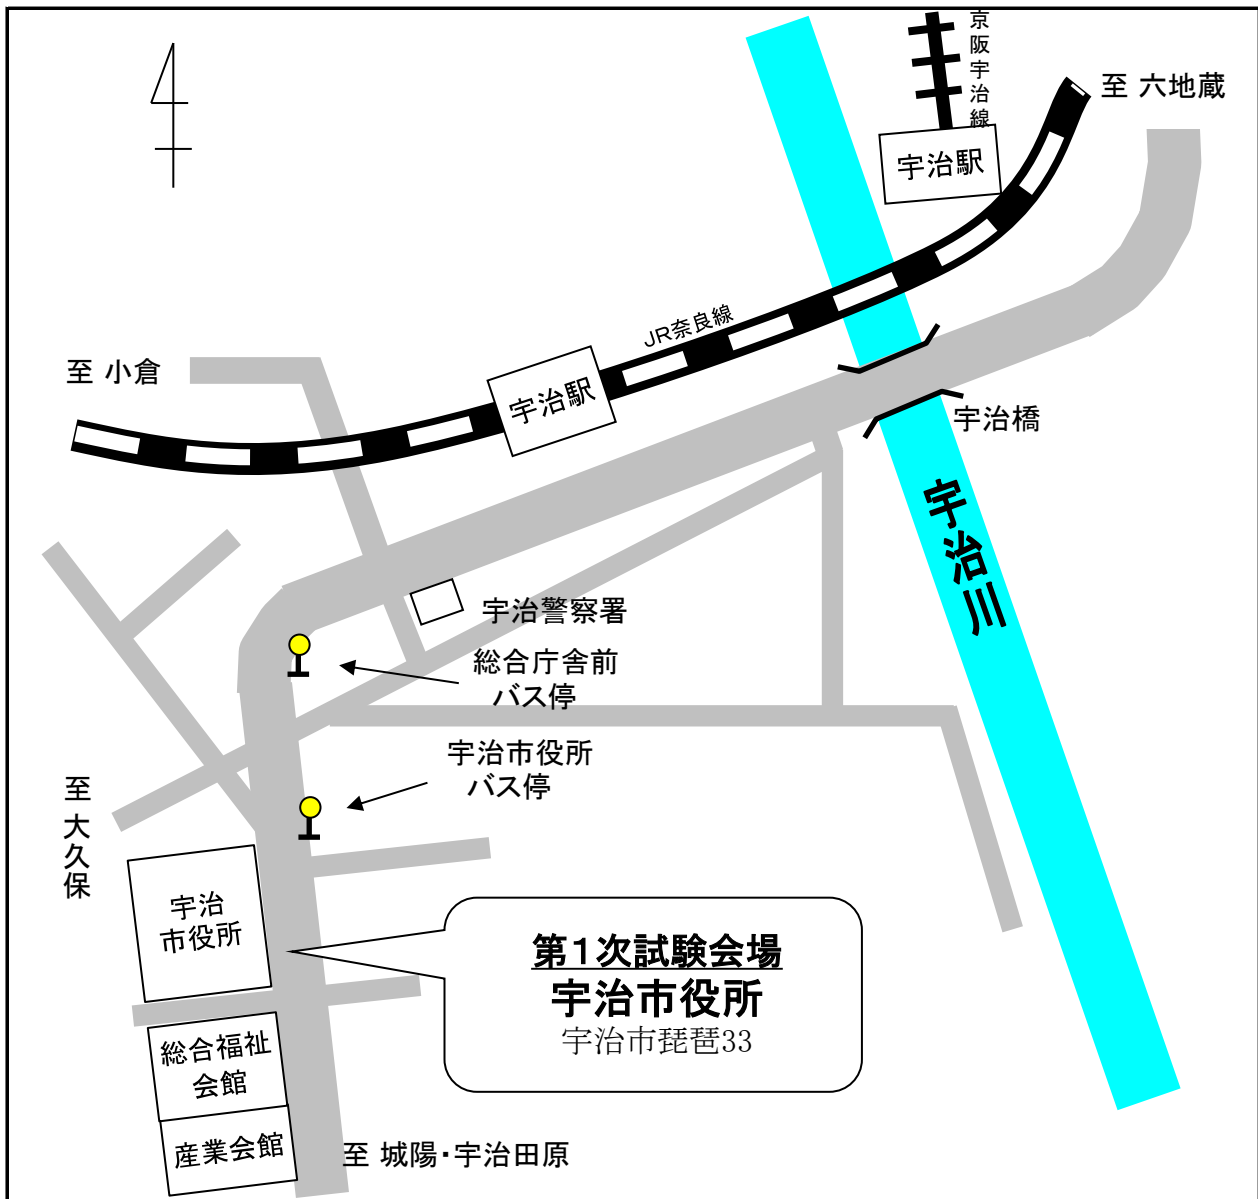 京阪宇治線
至 六地蔵
宇治駅
JR奈良線
至 小倉
宇治駅
宇治橋
宇治川
宇治警察署
総合庁舎前
バス停
宇治市役所
バス停
至 大久保
宇治
市役所
第1次試験会場
宇治市役所
宇治市琵琶33
総合福祉
会館
産業会館
至 城陽・宇治田原